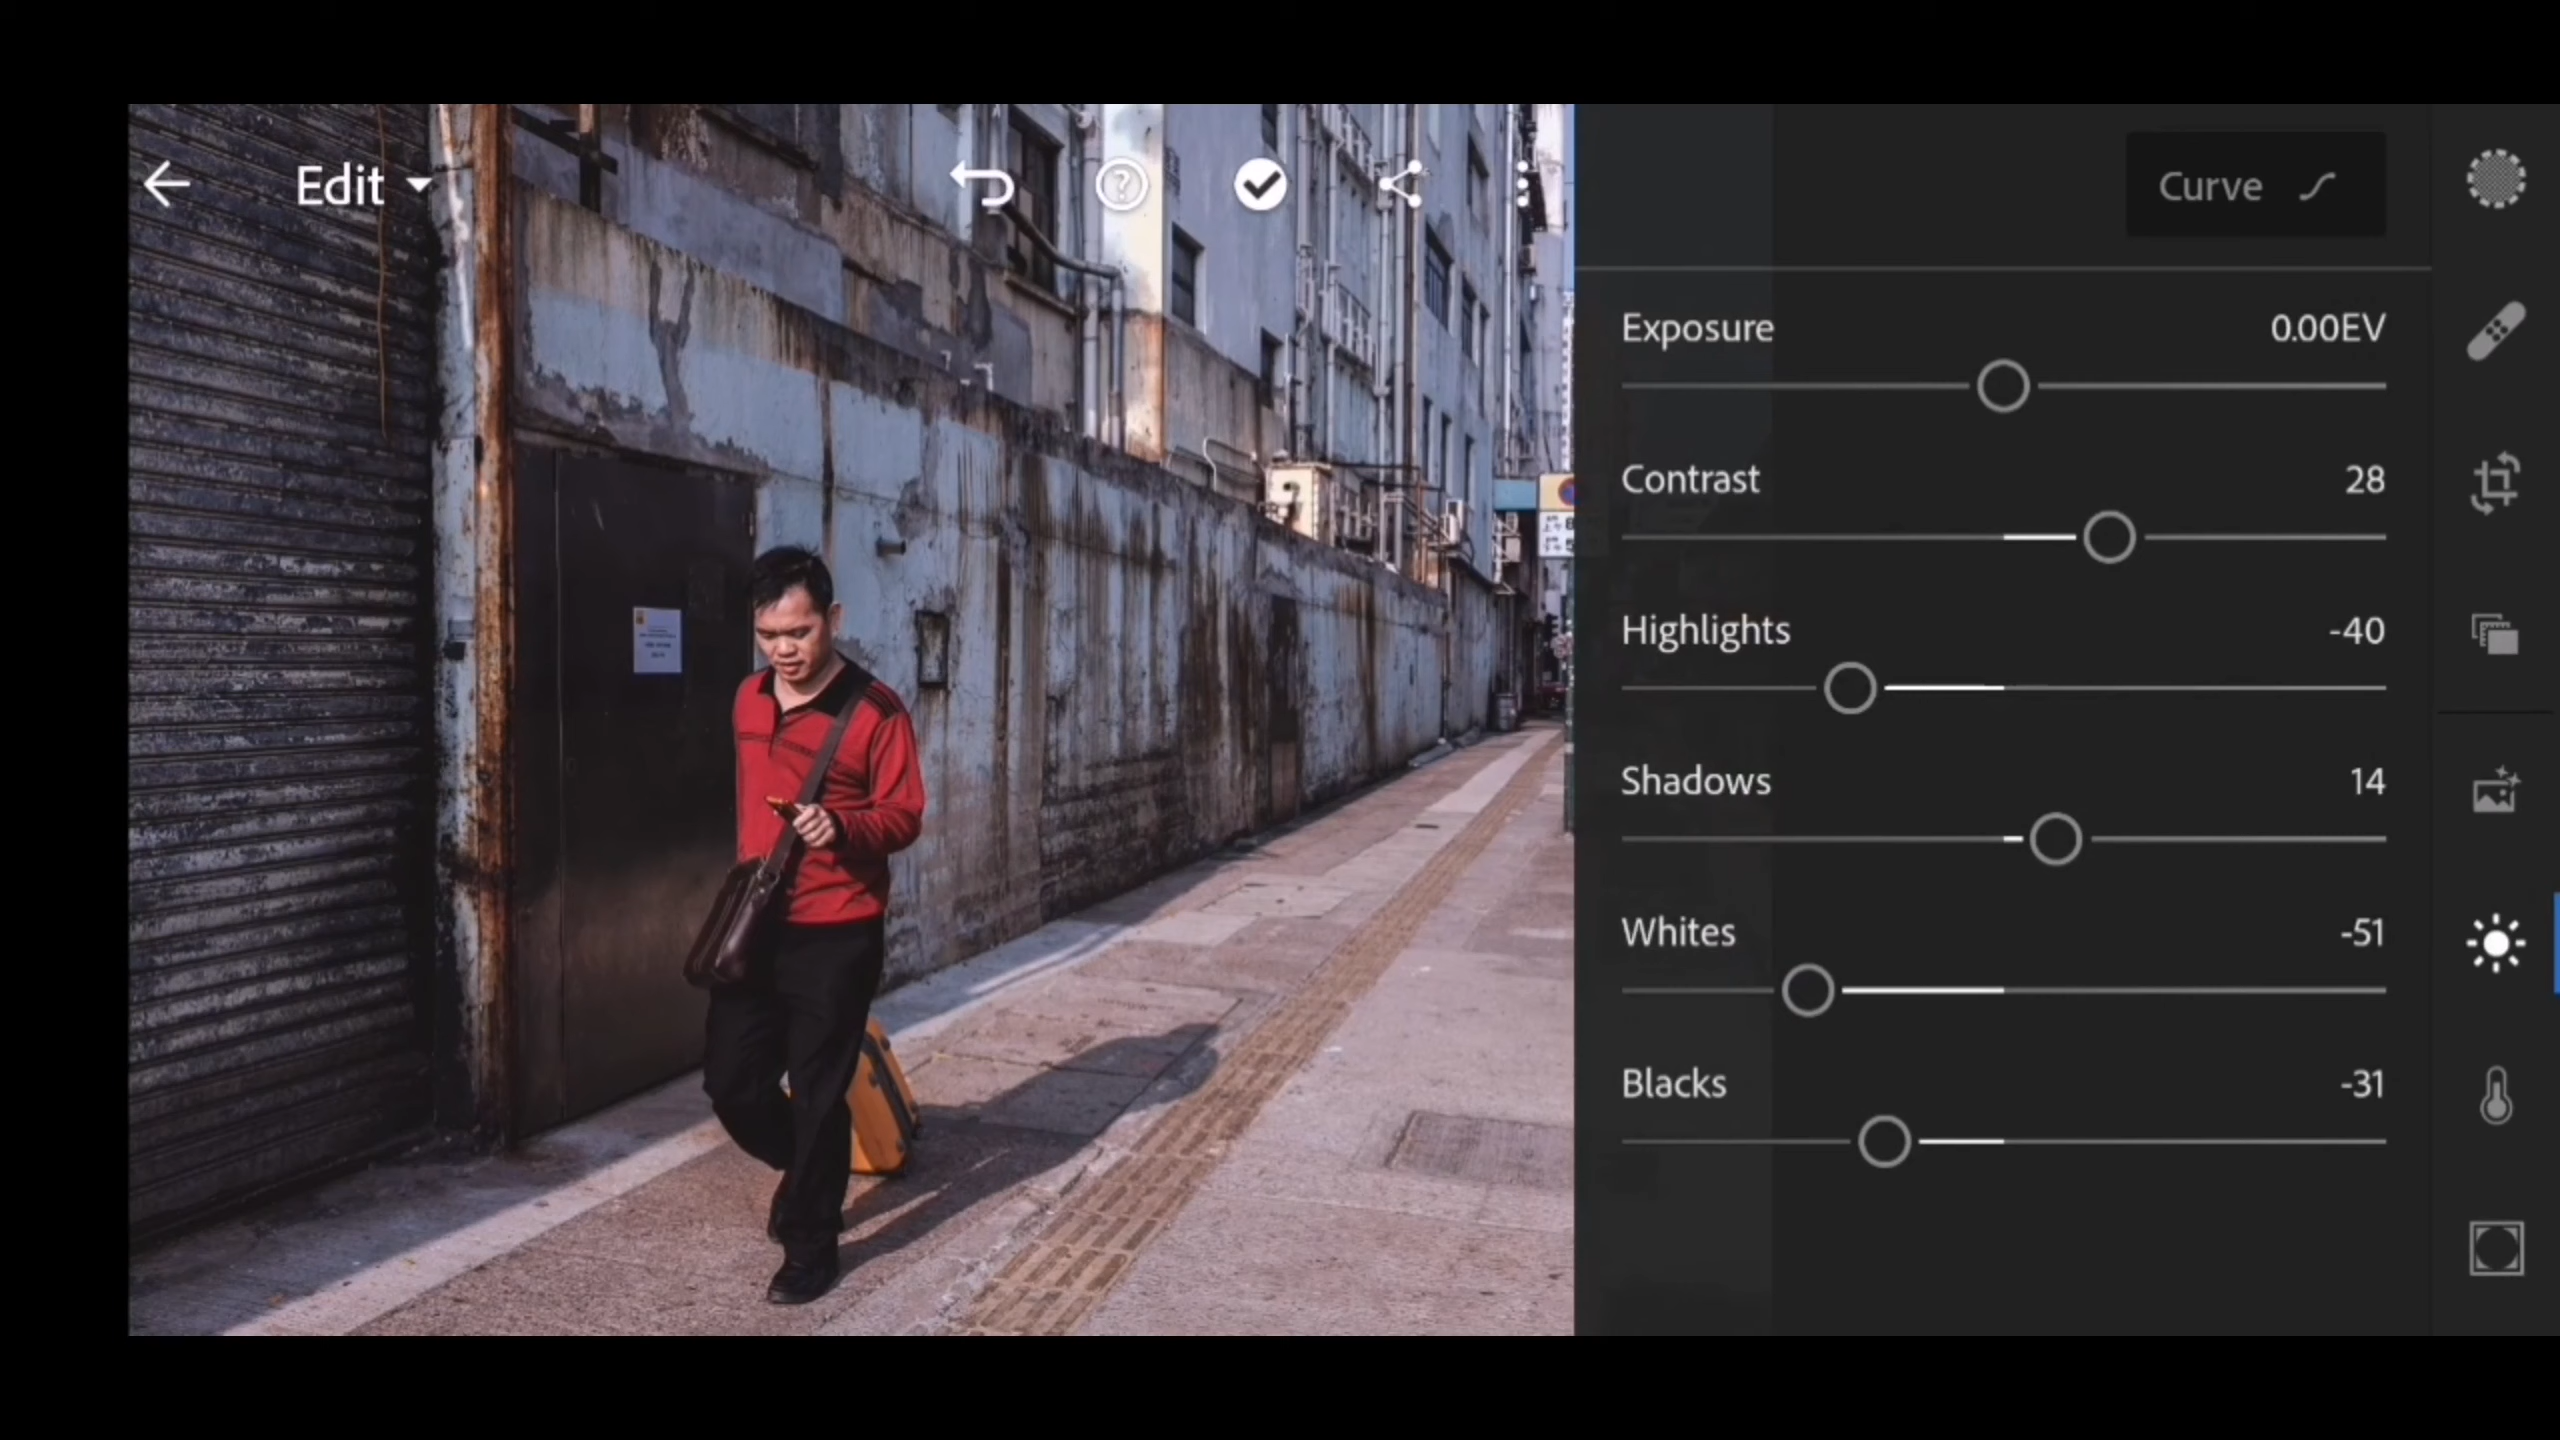 Edit
Curve
Exposure 0.00EV
Contrast 28
Highlights -40
Shadows 14
Whites -51
Blacks -31